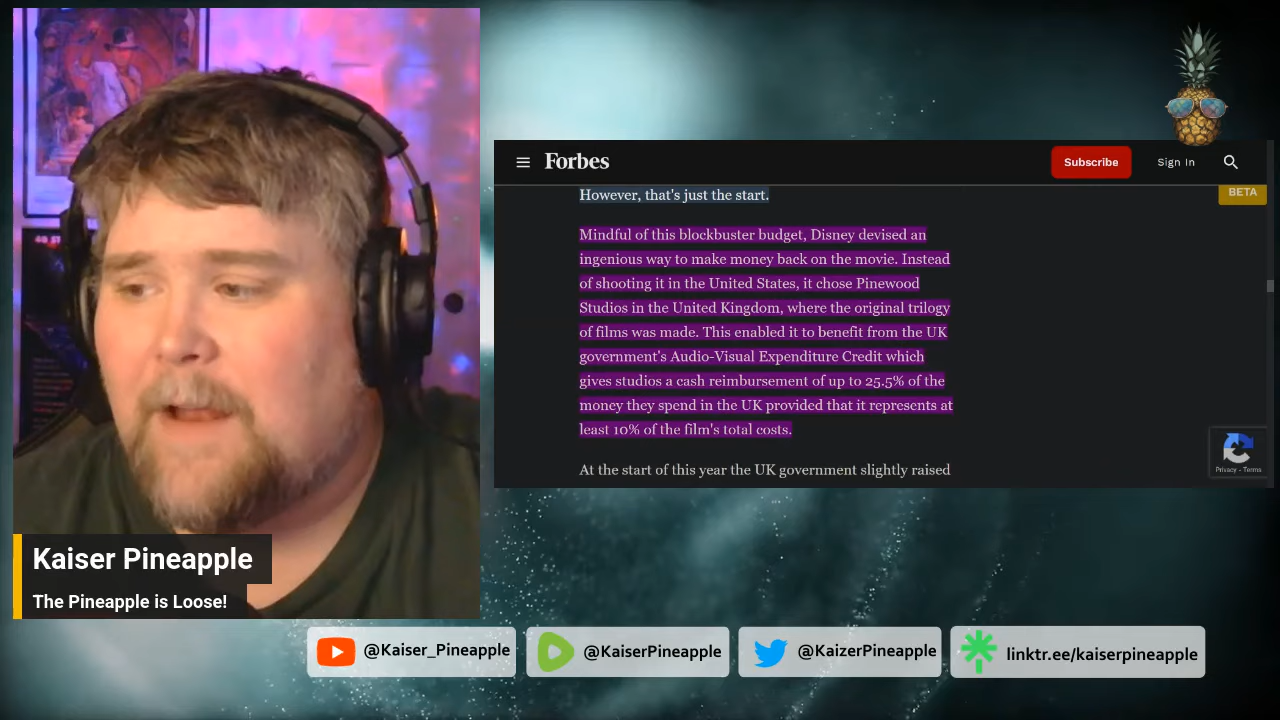 Forbes
Subscribe
Sign In
BETA
However, that's just the start.
Mindful of this blockbuster budget, Disney devised an
ingenious way to make money back on the movie. Instead
of shooting it in the United States, it chose Pinewood
Studios in the United Kingdom, where the original trilogy
of films was made. This enabled it to benefit from the UK
government's Audio-Visual Expenditure Credit which
gives studios a cash reimbursement of up to 25.5% of the
money they spend in the UK provided that it represents at
least 10% of the film's total costs.
At the start of this year the UK government slightly raised
Privacy - Terms
Kaiser Pineapple
The Pineapple is Loose!
@Kaiser_Pineapple
@KaiserPineapple
@KaizerPineapple
linktr.ee/kaiserpineapple